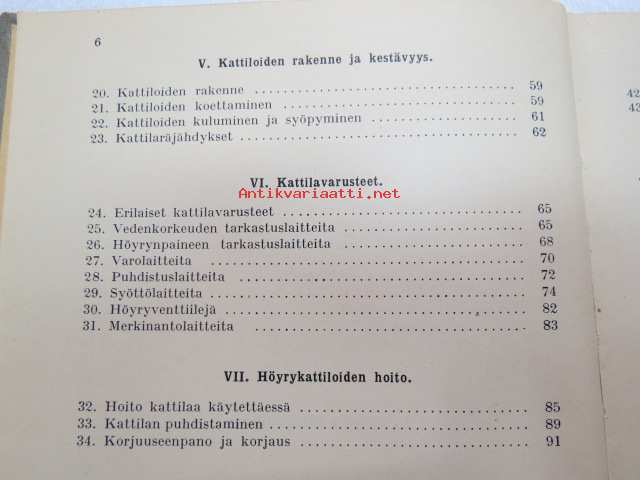 6
V. Kattiloiden rakenne ja kestävyys.
20. Kattiloiden rakenne 59
21. Kattiloiden koettaminen 59
22. Kattiloiden kuluminen ja syöpyminen 61
23. Kattilaräjähdykset 62
VI. Kattilavarusteet.
Antikvariaatti.net
24. Erilaiset kattilavarusteet 65
25. Vedenkorkeuden tarkastuslaitteita 65
26. Höyrynpaineen tarkastuslaitteita 68
27. Varolaitteita 70
28. Puhdistuslaitteita 72
29. Syöttölaitteita 74
30. Höyryventtiilejä 82
31. Merkinantolaitteita 83
VII. Höyrykattiloiden hoito.
32. Hoito kattilaa käytettäessä 85
33. Kattilan puhdistaminen 89
34. Korjuuseenpano ja korjaus 91
42
43